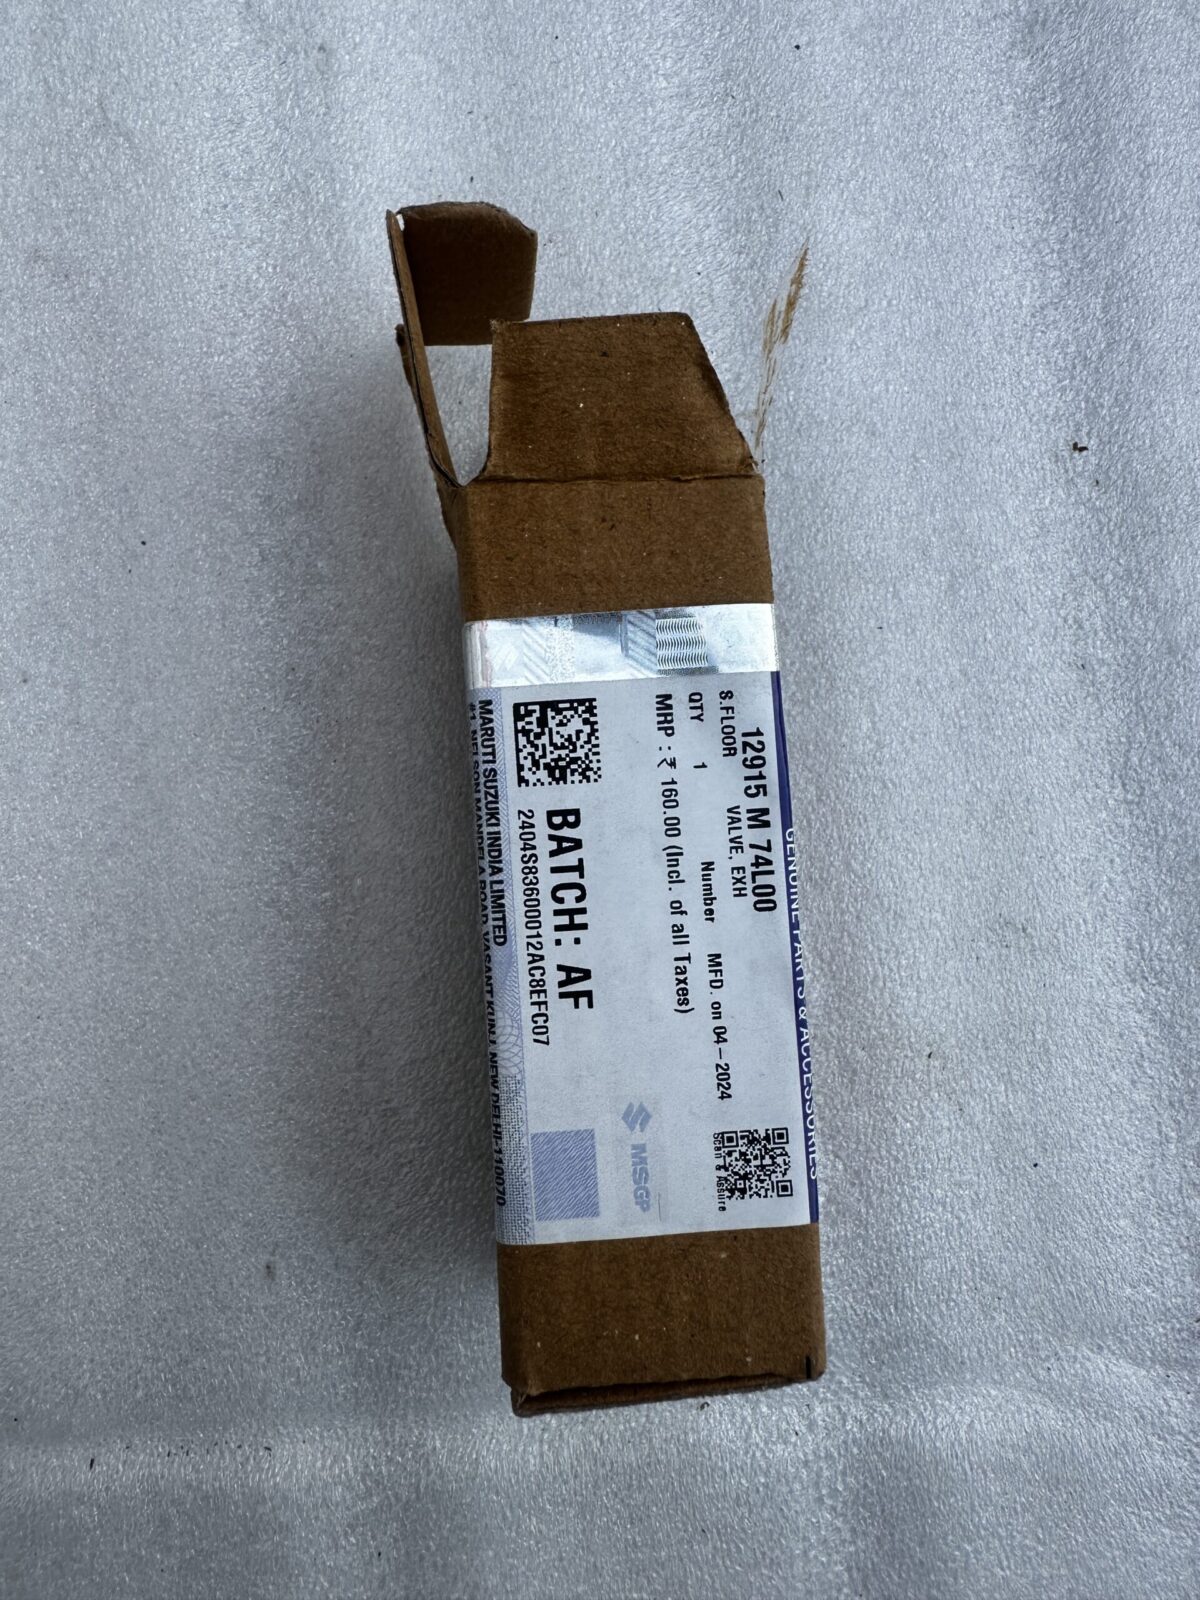 GENUINE PARTS & ACCESSORIES
12915 M 74L00
VALVE, EXH
S.FLOOR
QTY 1 Number MFD. on 04-2024
MRP : ₹ 160.00 (Incl. of all Taxes)
Scan & Assure
MSGP
BATCH: AF
2404S83600012AC8EFC07
MARUTI SUZUKI INDIA LIMITED
#1, NELSON MANDELA ROAD, VASANT KUNJ, NEW DELHI-110070